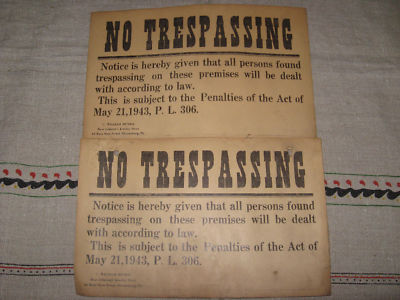 NO TRESPASSING
Notice is hereby given that all persons found
trespassing on these premises will be dealt
with according to law.
This is subject to the Penalties of the Act of
May 21,1943, P. L. 306.
NO TRESPASSING
Notice is hereby given that all persons found
trespassing on these premises will be dealt
with according to law.
This is subject to the Penalties of the Act of
May 21,1943, P. L. 306.